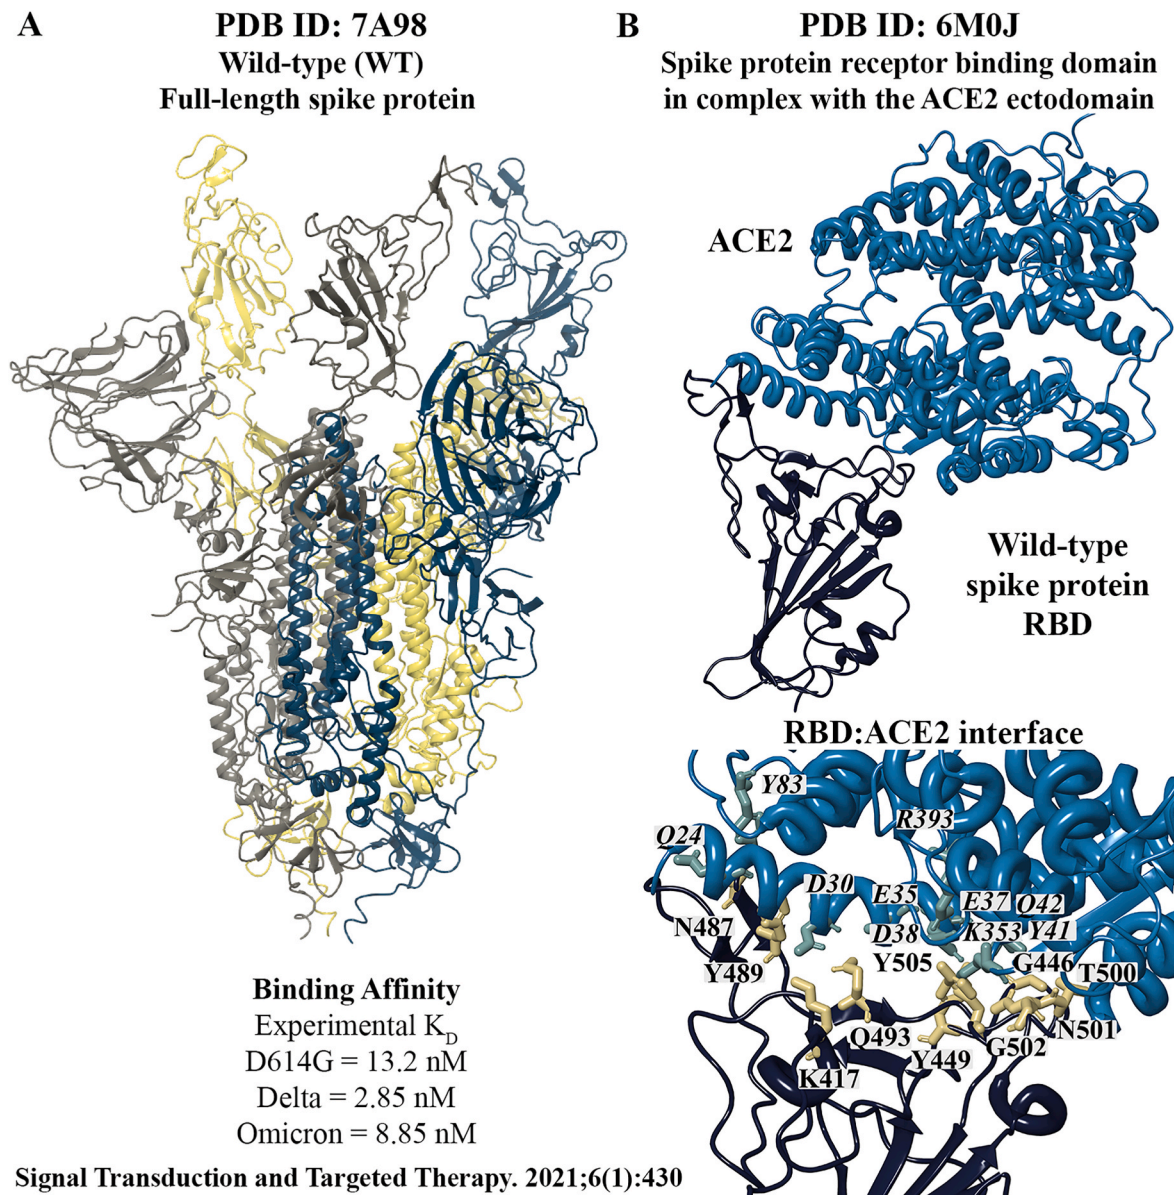 A
PDB ID: 7A98
Wild-type (WT)
Full-length spike protein
Binding Affinity
Experimental K_D
D614G = 13.2 nM
Delta = 2.85 nM
Omicron = 8.85 nM
Signal Transduction and Targeted Therapy. 2021;6(1):430
B
PDB ID: 6M0J
Spike protein receptor binding domain
in complex with the ACE2 ectodomain
ACE2
Wild-type
spike protein
RBD
RBD:ACE2 interface
Y83
R393
Q24
D30
E35
E37
Q42
N487
D38
K353
Y41
Y489
Y505
G446
T500
Q493
Y449
G502
N501
K417